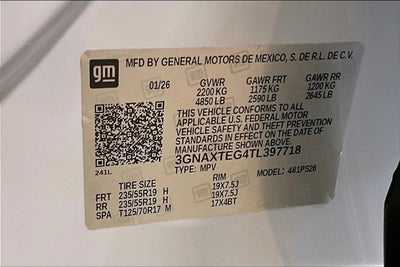 gm MFD BY GENERAL MOTORS DE MEXICO, S. DE R.L. DE C.V.
01/26 GVWR GAWR FRT GAWR RR
2200 KG 1175 KG 1200 KG
4850 LB 2590 LB 2645 LB
THIS VEHICLE CONFORMS TO ALL
APPLICABLE U.S. FEDERAL MOTOR
VEHICLE SAFETY AND THEFT PREVENTION
STANDARDS IN EFFECT ON THE DATE OF
MANUFACTURE SHOWN ABOVE.
3GNAXTEG4TL397718
241L TYPE: MPV MODEL: 481PS26
TIRE SIZE RIM
FRT 235/55R19 H 19X7.5J
RR 235/55R19 H 19X7.5J
SPA T125/70R17 M 17X4BT